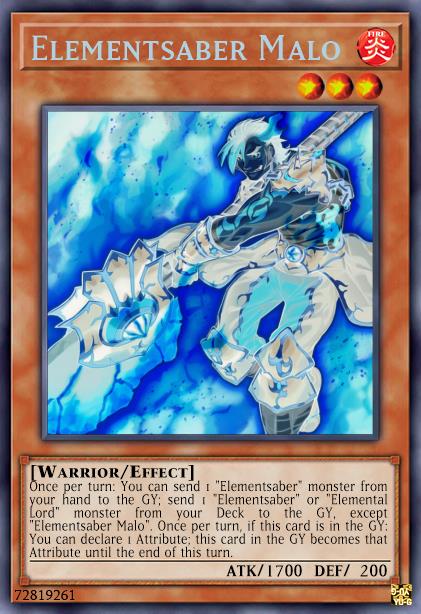 ELEMENTSABER MALO
FIRE
炎
[WARRIOR/EFFECT]
Once per turn: You can send 1 "Elementsaber" monster from
your hand to the GY; send 1 "Elementsaber" or "Elemental
Lord" monster from your Deck to the GY, except
"Elementsaber Malo". Once per turn, if this card is in the GY:
You can declare 1 Attribute; this card in the GY becomes that
Attribute until the end of this turn.
ATK/1700 DEF/ 200
72819261